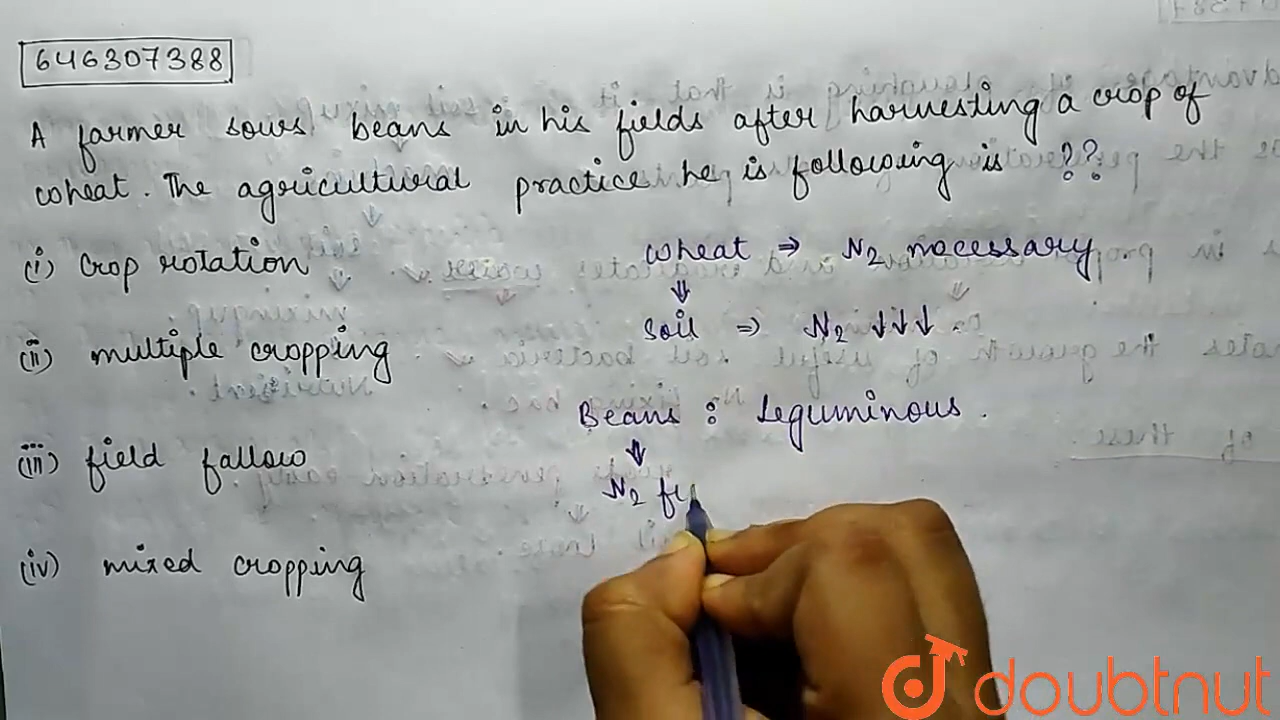 646307388
A farmer sows beans in his fields after harvesting a crop of
wheat. The agricultural practice he is following is ??
(i) Crop rotation
(ii) multiple cropping
(iii) field fallow
(iv) mixed cropping
wheat ⇒ N2 necessary
⇓
Soil ⇒ N2 ↓↓↓.
Beans : Leguminous.
⇓
N2 fi
doubtnut